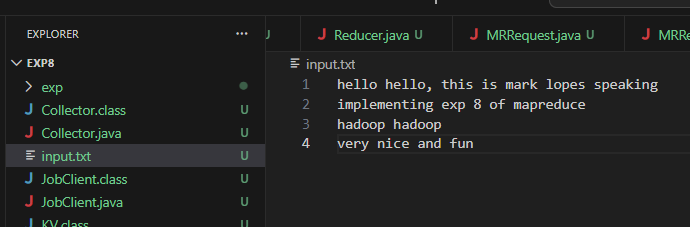 EXPLORER
...
EXP8
exp
Collector.class U
Collector.java U
input.txt U
JobClient.class U
JobClient.java U
Reducer.java U
MRRequest.java U
input.txt
1 hello hello, this is mark lopes speaking
2 implementing exp 8 of mapreduce
3 hadoop hadoop
4 very nice and fun